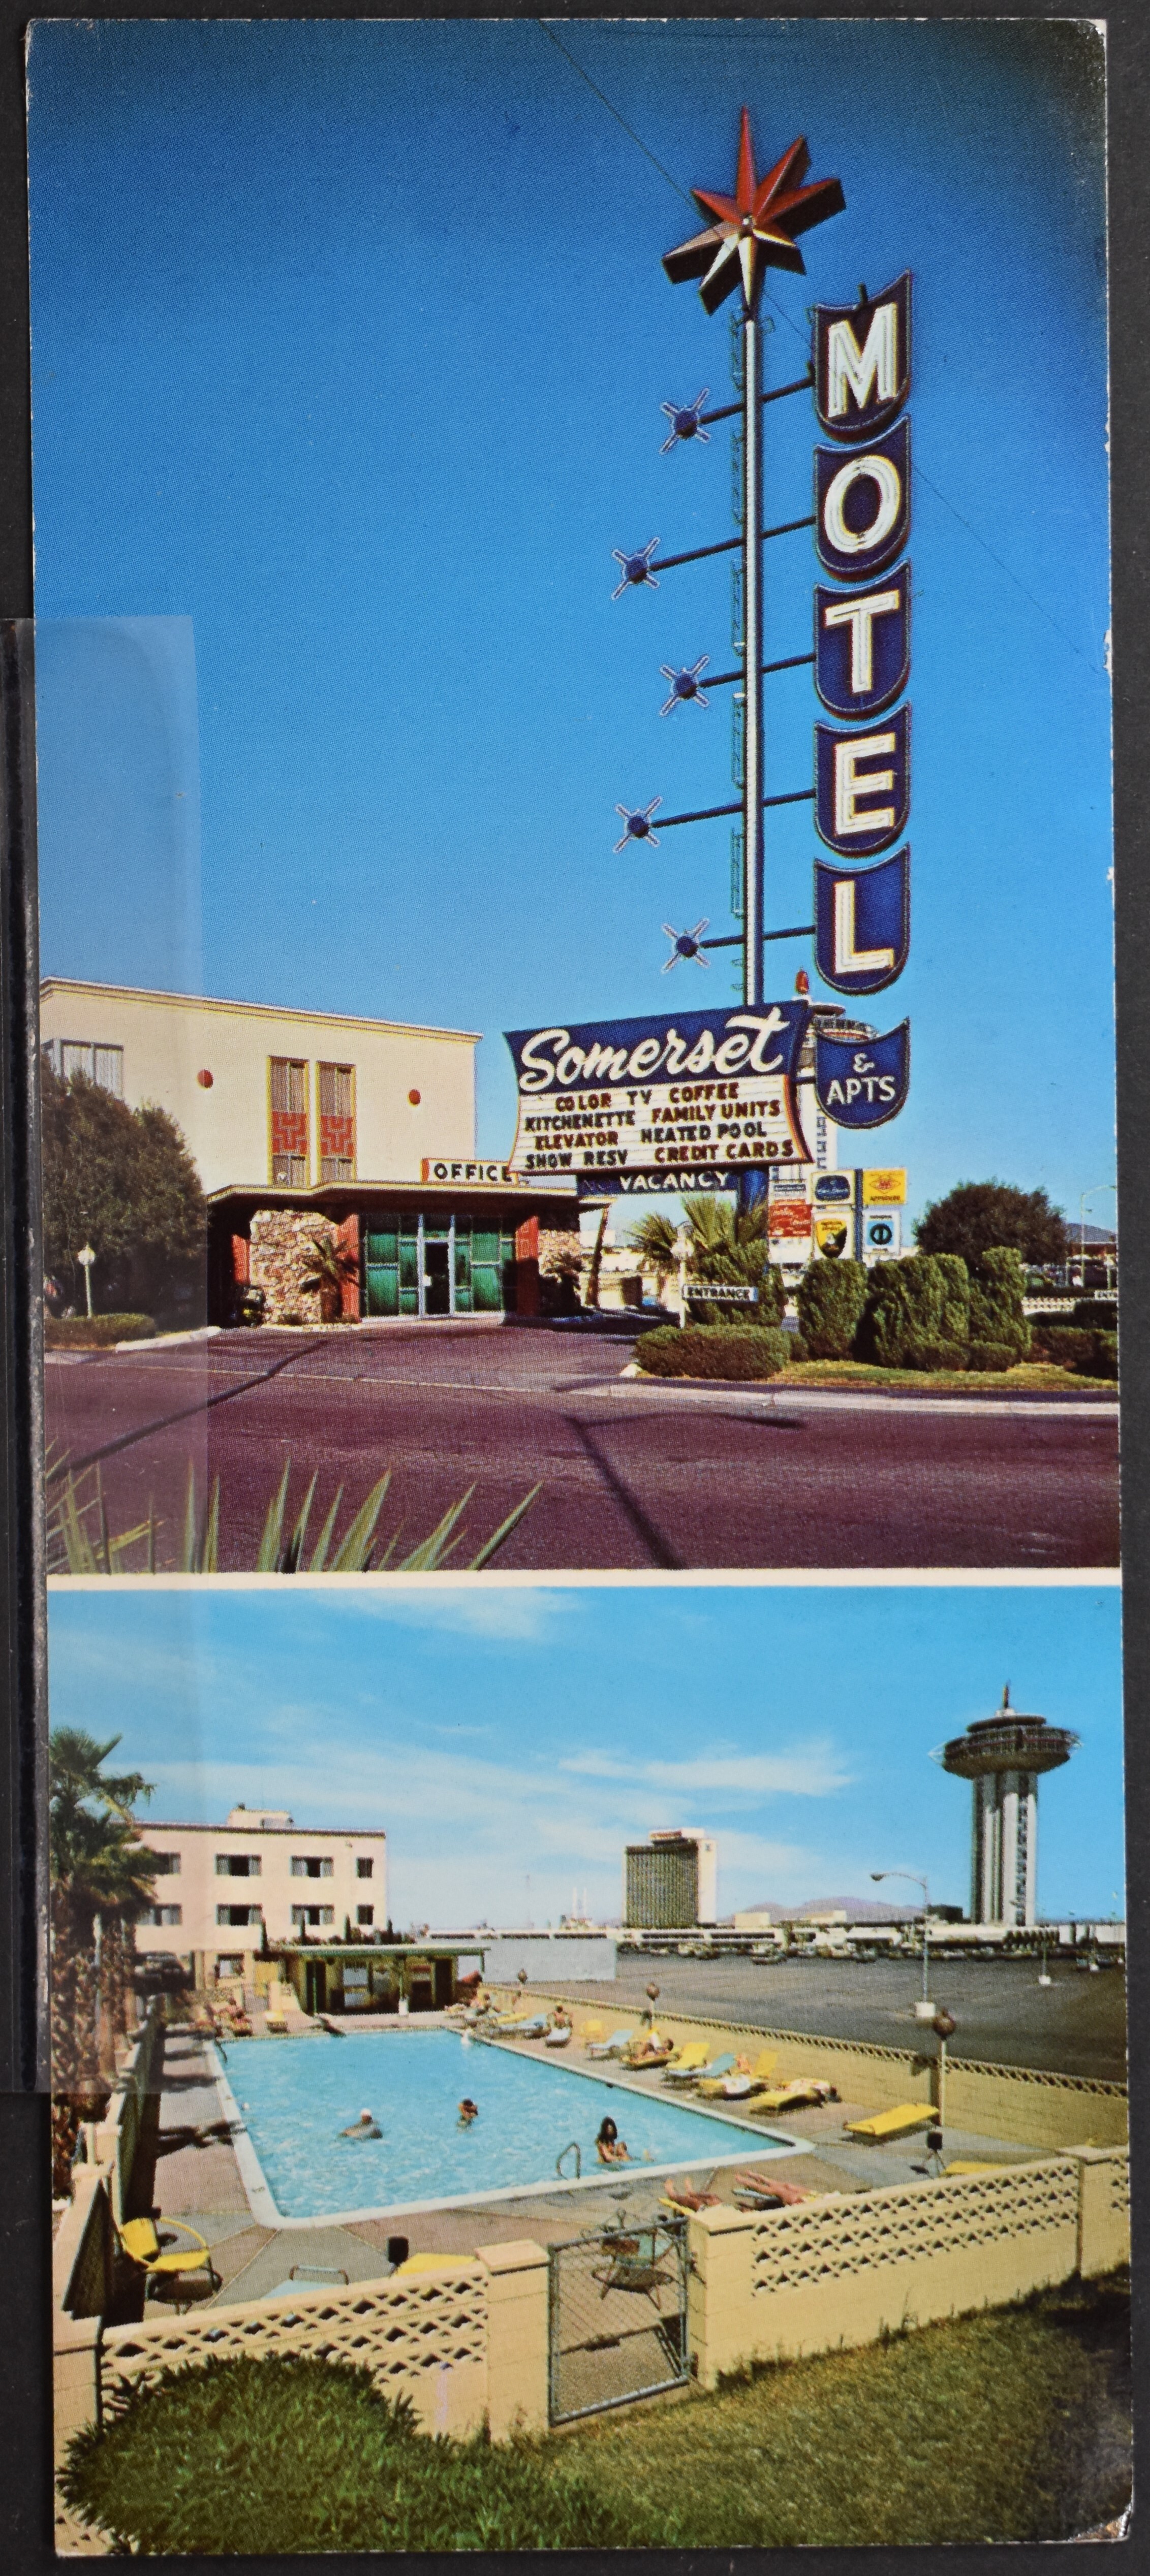 MOTEL
& APTS
Somerset
COLOR TV COFFEE
KITCHENETTE FAMILY UNITS
ELEVATOR HEATED POOL
SHOW RESV CREDIT CARDS
VACANCY
OFFICE
ENTRANCE